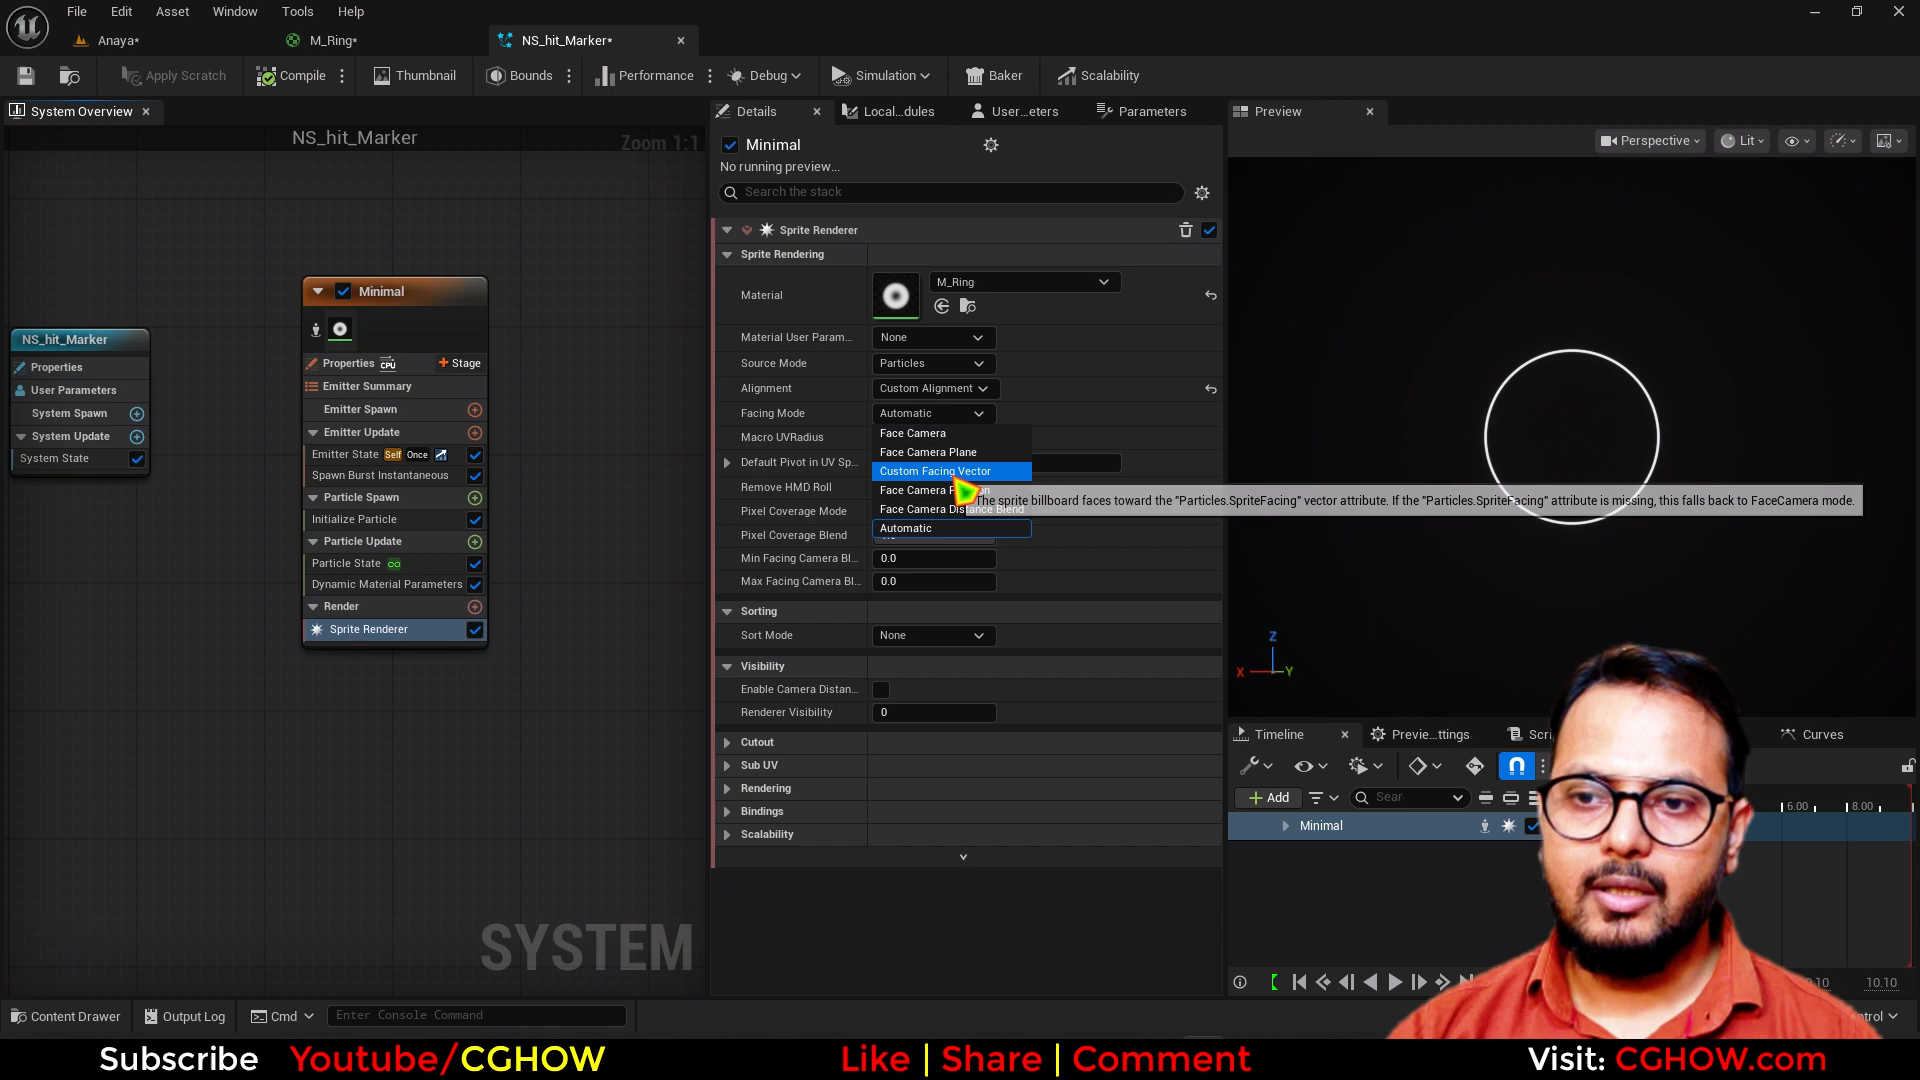 File Edit Asset Window Tools Help
Anaya* M_Ring* NS_hit_Marker*
Apply Scratch Compile Thumbnail Bounds Performance Debug Simulation Baker Scalability
System Overview
NS_hit_Marker Zoom 1:1
NS_hit_Marker
Properties
User Parameters
System Spawn
System Update
System State
Minimal
Properties CPU Stage
Emitter Summary
Emitter Spawn
Emitter Update
Emitter State Self Once
Spawn Burst Instantaneous
Particle Spawn
Initialize Particle
Particle Update
Particle State
Dynamic Material Parameters
Render
Sprite Renderer
SYSTEM
Details Local...dules User...eters Parameters
Minimal
No running preview...
Search the stack
Sprite Renderer
Sprite Rendering
Material M_Ring
Material User Param... None
Source Mode Particles
Alignment Custom Alignment
Facing Mode Automatic
Face Camera
Macro UVRadius
Face Camera Plane
Default Pivot in UV Sp...
Custom Facing Vector
Remove HMD Roll
Face Camera
The sprite billboard faces toward the "Particles.SpriteFacing" vector attribute. If the "Particles.SpriteFacing" attribute is missing, this falls back to FaceCamera mode.
Pixel Coverage Mode
Face Camera Distance Blend
Automatic
Pixel Coverage Blend
Min Facing Camera Bl... 0.0
Max Facing Camera Bl... 0.0
Sorting
Sort Mode None
Visibility
Enable Camera Distan...
Renderer Visibility 0
Cutout
Sub UV
Rendering
Bindings
Scalability
Preview
Perspective Lit
Z
X Y
Timeline Previe...ttings Curves
Add 6.00 8.00
Minimal
10.10
Content Drawer Output Log Cmd Enter Console Command
Subscribe Youtube/CGHOW Like | Share | Comment Visit: CGHOW.com